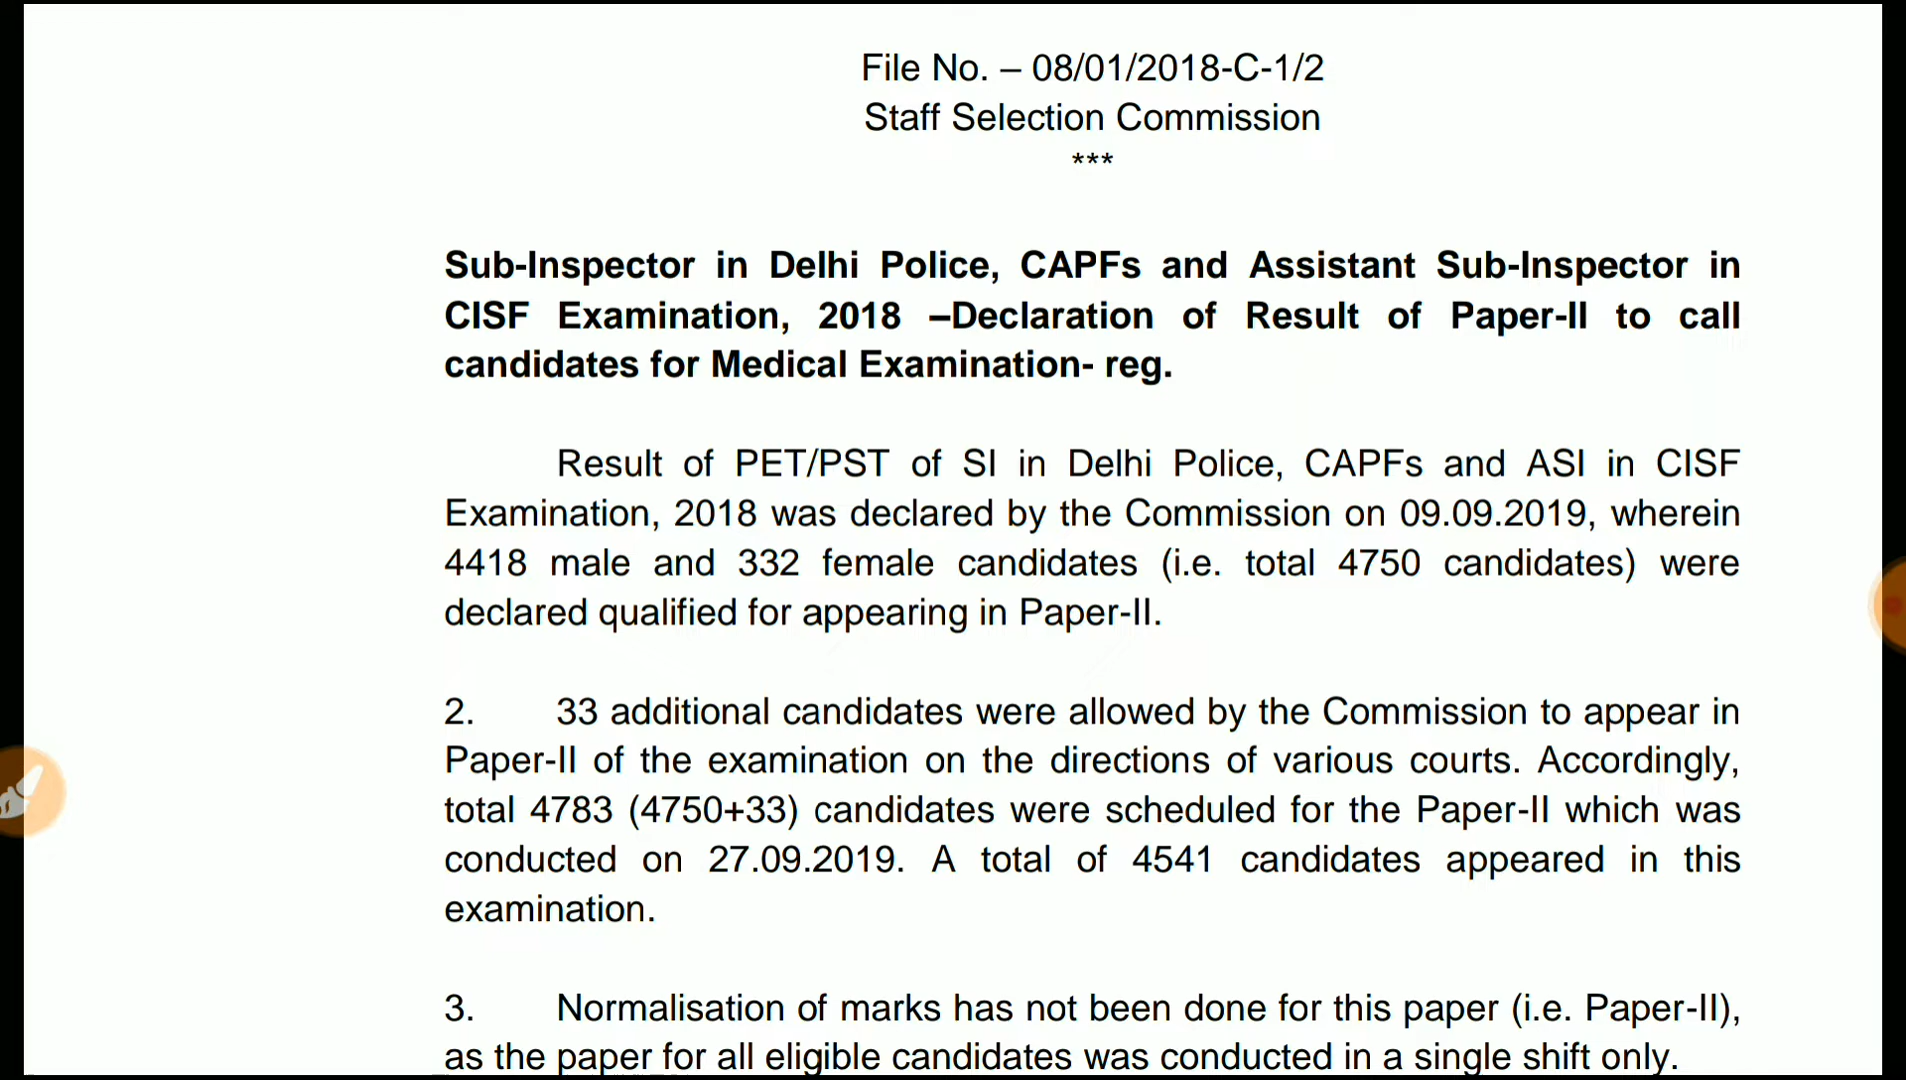 File No. – 08/01/2018-C-1/2
Staff Selection Commission
***
Sub-Inspector in Delhi Police, CAPFs and Assistant Sub-Inspector in
CISF Examination, 2018 –Declaration of Result of Paper-II to call
candidates for Medical Examination- reg.
Result of PET/PST of SI in Delhi Police, CAPFs and ASI in CISF
Examination, 2018 was declared by the Commission on 09.09.2019, wherein
4418 male and 332 female candidates (i.e. total 4750 candidates) were
declared qualified for appearing in Paper-II.
2. 33 additional candidates were allowed by the Commission to appear in
Paper-II of the examination on the directions of various courts. Accordingly,
total 4783 (4750+33) candidates were scheduled for the Paper-II which was
conducted on 27.09.2019. A total of 4541 candidates appeared in this
examination.
3. Normalisation of marks has not been done for this paper (i.e. Paper-II),
as the paper for all eligible candidates was conducted in a single shift only.